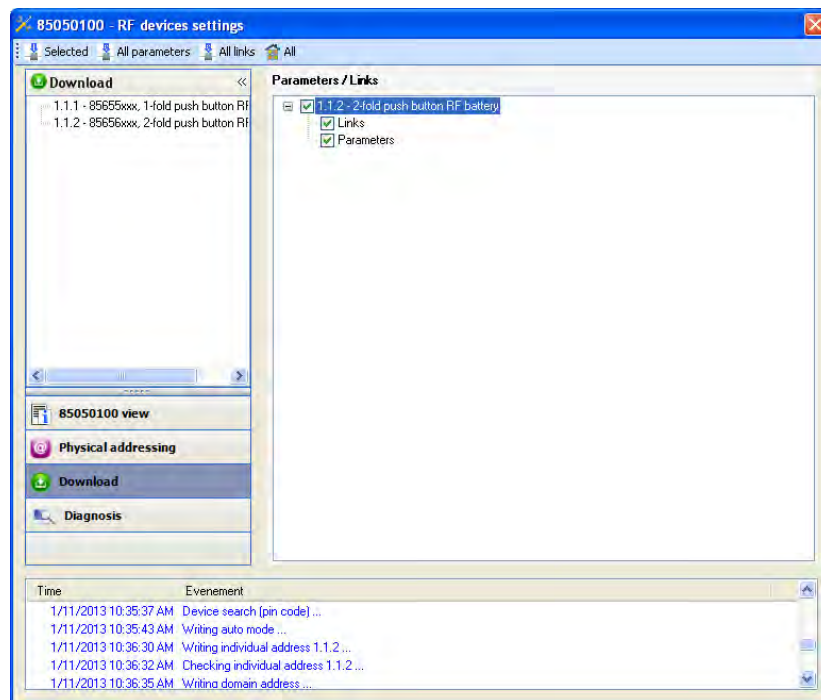 85050100 - RF devices settings
Selected All parameters All links All
Download
1.1.1 - 85655xxx, 1-fold push button RF
1.1.2 - 85656xxx, 2-fold push button RF
85050100 view
Physical addressing
Download
Diagnosis
Parameters / Links
1.1.2 - 2-fold push button RF battery
Links
Parameters
Time Evenement
1/11/2013 10:35:37 AM Device search (pin code) ...
1/11/2013 10:35:43 AM Writing auto mode ...
1/11/2013 10:36:30 AM Writing individual address 1.1.2 ...
1/11/2013 10:36:32 AM Checking individual address 1.1.2 ...
1/11/2013 10:36:35 AM Writing domain address ...